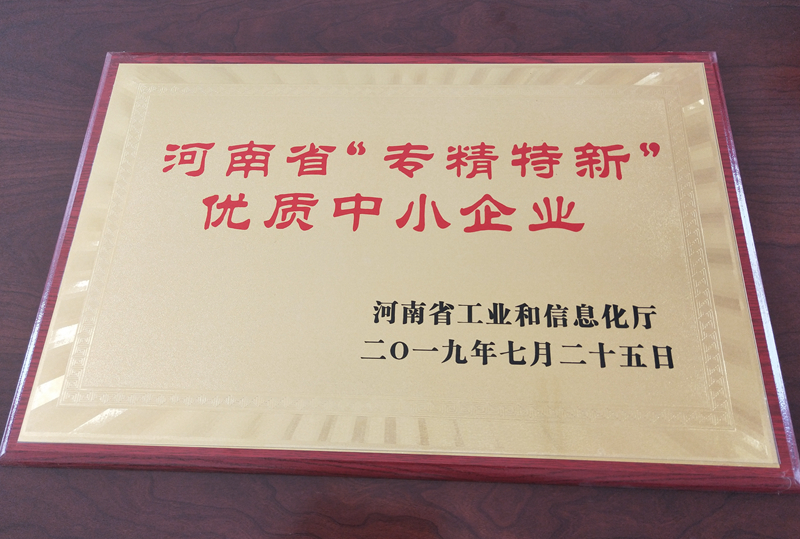 河南省“专精特新”
优质中小企业
河南省工业和信息化厅
二O一九年七月二十五日